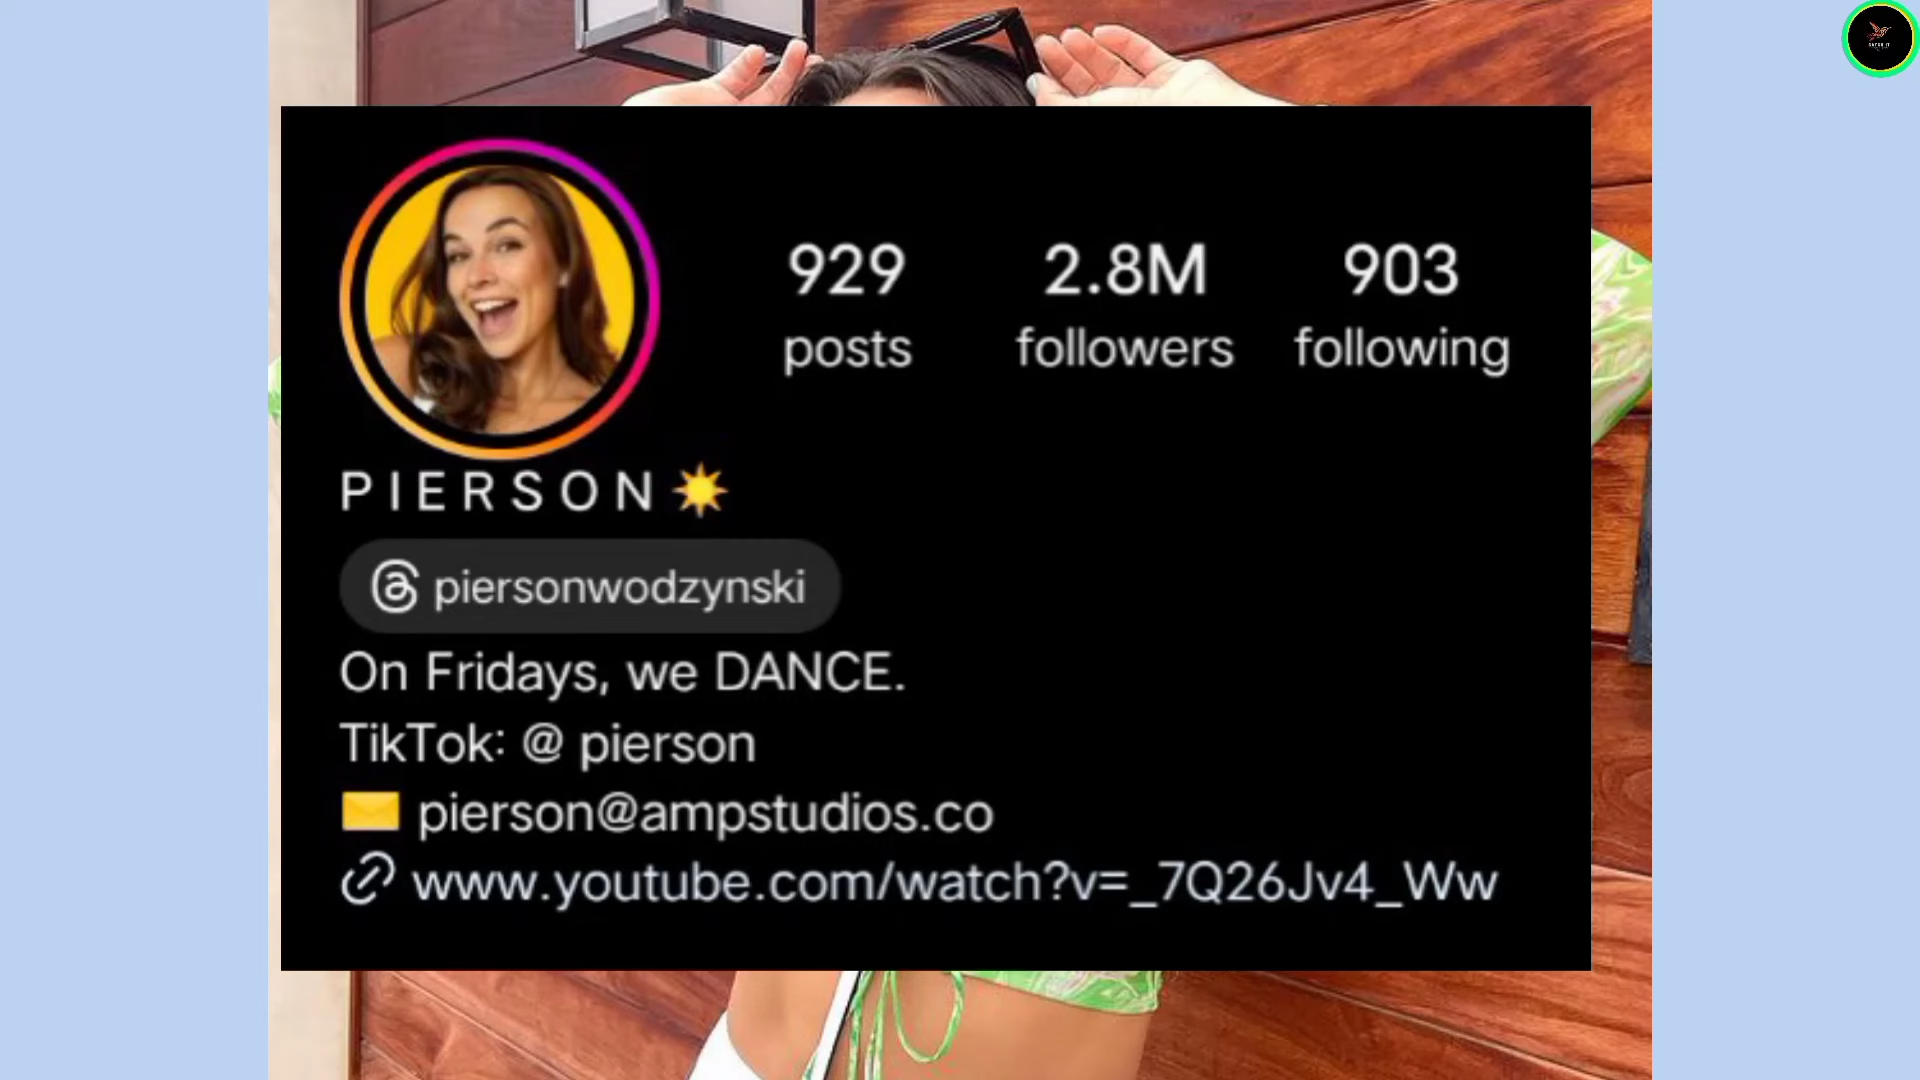 929 2.8M 903
posts followers following
P I E R S O N
piersonwodzynski
On Fridays, we DANCE.
TikTok: @ pierson
pierson@ampstudios.co
www.youtube.com/watch?v=_7Q26Jv4_Ww